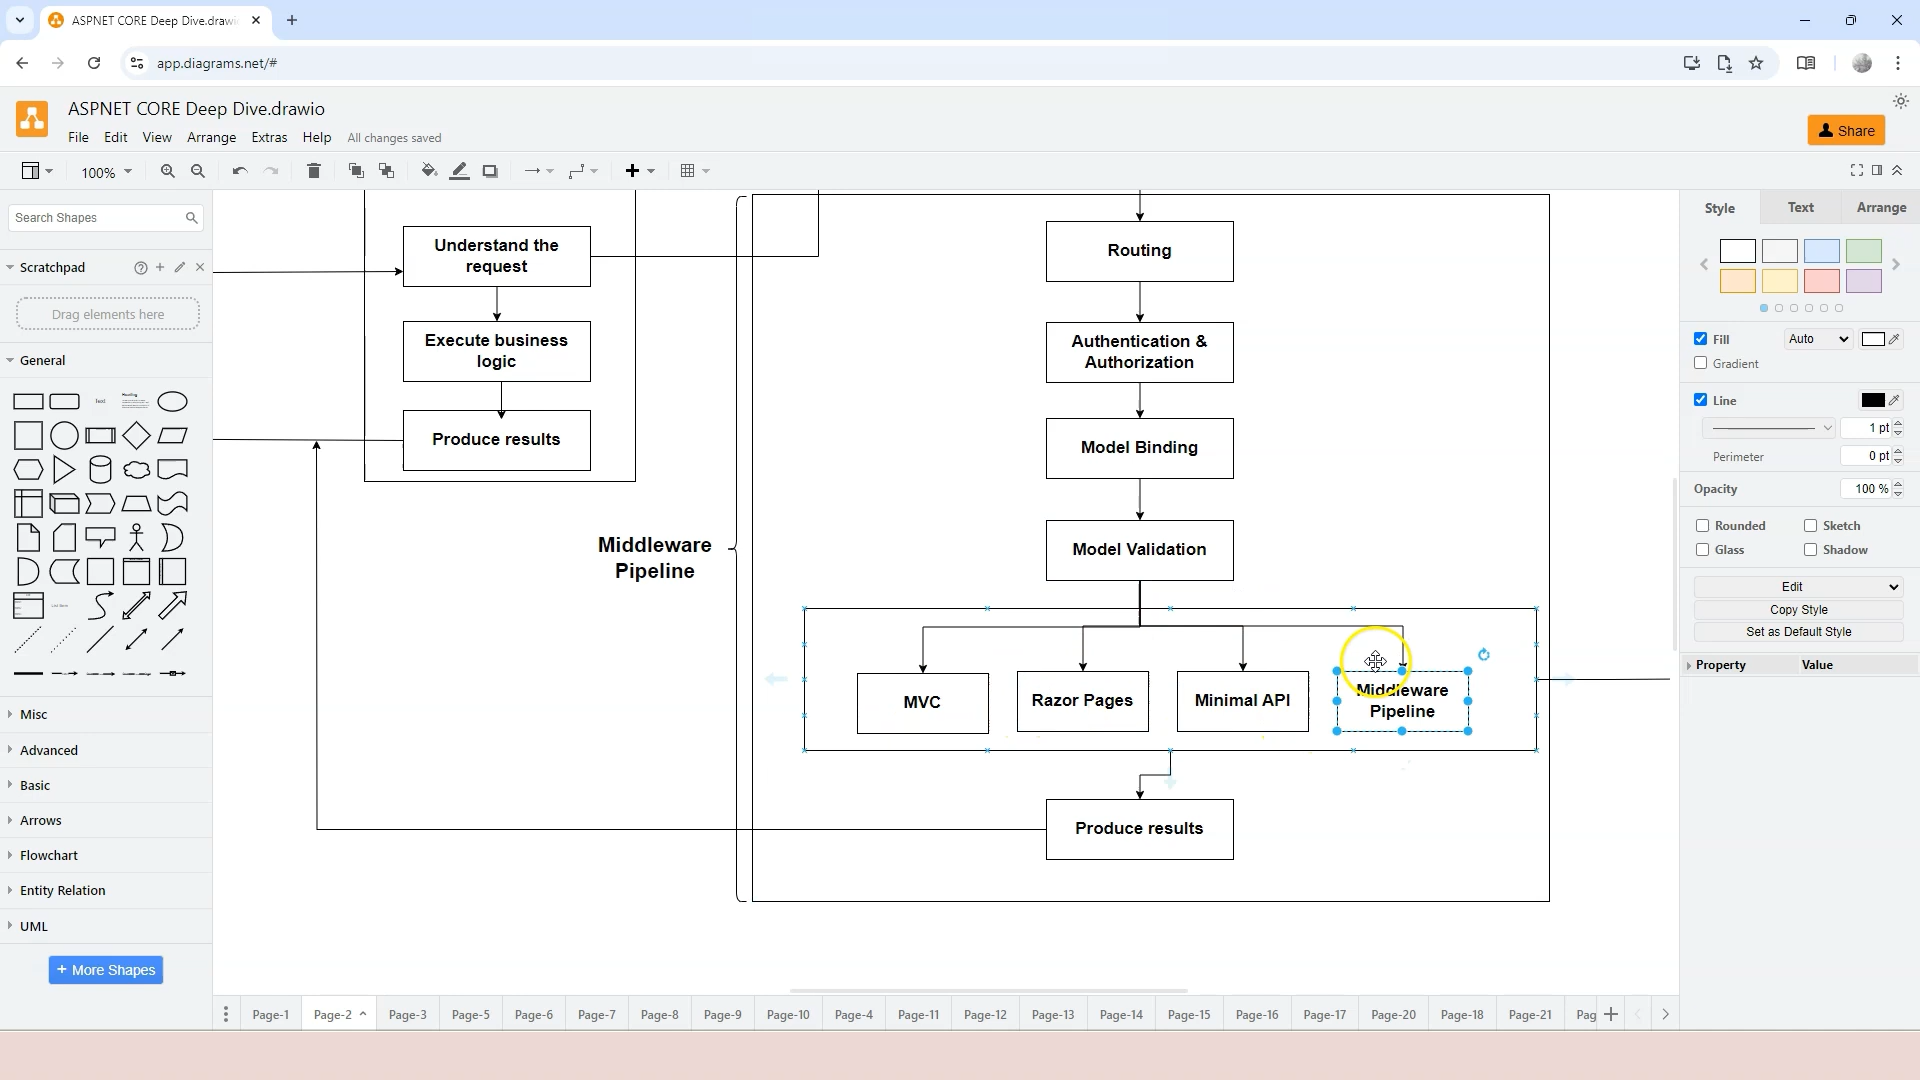 ASPNET CORE Deep Dive.draw
app.diagrams.net/#
ASPNET CORE Deep Dive.drawio
File Edit View Arrange Extras Help All changes saved
Share
100%
Search Shapes
Scratchpad
Drag elements here
General
Text
Heading
Misc
Advanced
Basic
Arrows
Flowchart
Entity Relation
UML
+ More Shapes
Understand the
request
Execute business
logic
Produce results
Middleware
Pipeline
Routing
Authentication &
Authorization
Model Binding
Model Validation
MVC
Razor Pages
Minimal API
Middleware
Pipeline
Produce results
Style Text Arrange
Fill Auto
Gradient
Line
1 pt
Perimeter 0 pt
Opacity 100 %
Rounded Sketch
Glass Shadow
Edit
Copy Style
Set as Default Style
Property Value
Page-1 Page-2 Page-3 Page-5 Page-6 Page-7 Page-8 Page-9 Page-10 Page-4 Page-11 Page-12 Page-13 Page-14 Page-15 Page-16 Page-17 Page-20 Page-18 Page-21 Pag